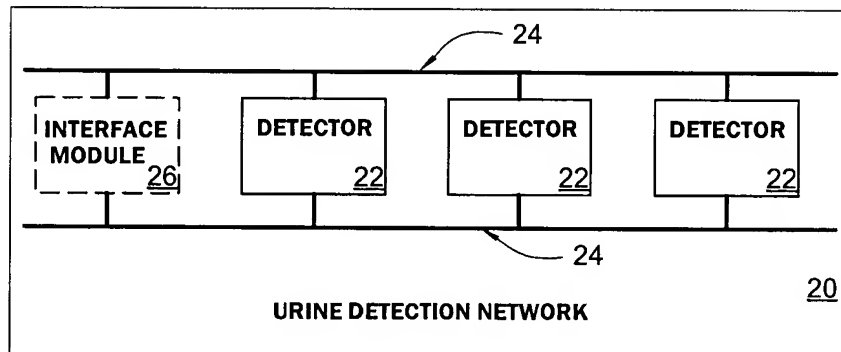 24
INTERFACE MODULE 26
DETECTOR 22
DETECTOR 22
DETECTOR 22
24
20
URINE DETECTION NETWORK